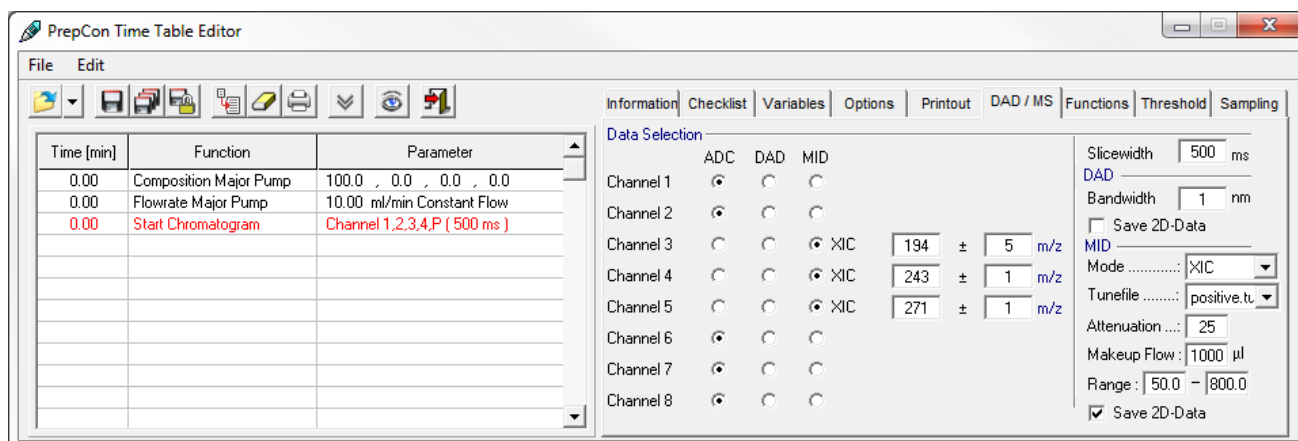 PrepCon Time Table Editor
File Edit
Information Checklist Variables Options Printout DAD / MS Functions Threshold Sampling
Time [min] Function Parameter
0.00 Composition Major Pump 100.0 , 0.0 , 0.0 , 0.0
0.00 Flowrate Major Pump 10.00 ml/min Constant Flow
0.00 Start Chromatogram Channel 1,2,3,4,P ( 500 ms )
Data Selection
ADC DAD MID
Channel 1
Channel 2
Channel 3 XIC 194 ± 5 m/z
Channel 4 XIC 243 ± 1 m/z
Channel 5 XIC 271 ± 1 m/z
Channel 6
Channel 7
Channel 8
Slicewidth 500 ms
DAD
Bandwidth 1 nm
Save 2D-Data
MID
Mode ...........: XIC
Tunefile ........: positive.tu
Attenuation ...: 25
Makeup Flow : 1000 µl
Range : 50.0 – 800.0
Save 2D-Data